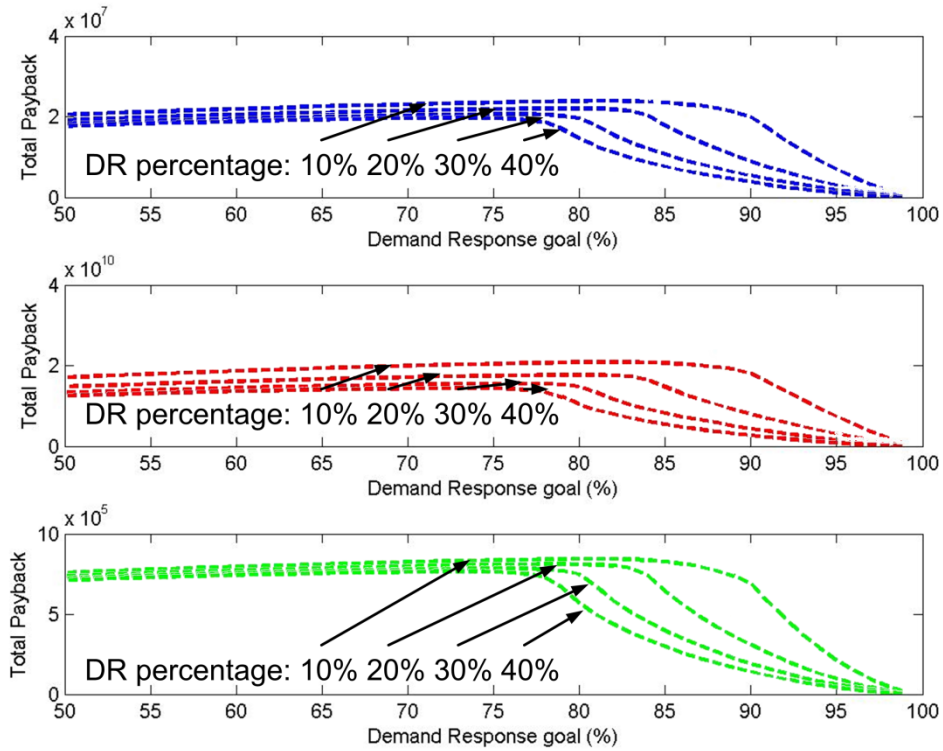 x 10^7
4
2
0
Total Payback
DR percentage: 10% 20% 30% 40%
50 55 60 65 70 75 80 85 90 95 100
Demand Response goal (%)
x 10^10
4
2
0
Total Payback
DR percentage: 10% 20% 30% 40%
50 55 60 65 70 75 80 85 90 95 100
Demand Response goal (%)
x 10^5
10
5
0
Total Payback
DR percentage: 10% 20% 30% 40%
50 55 60 65 70 75 80 85 90 95 100
Demand Response goal (%)